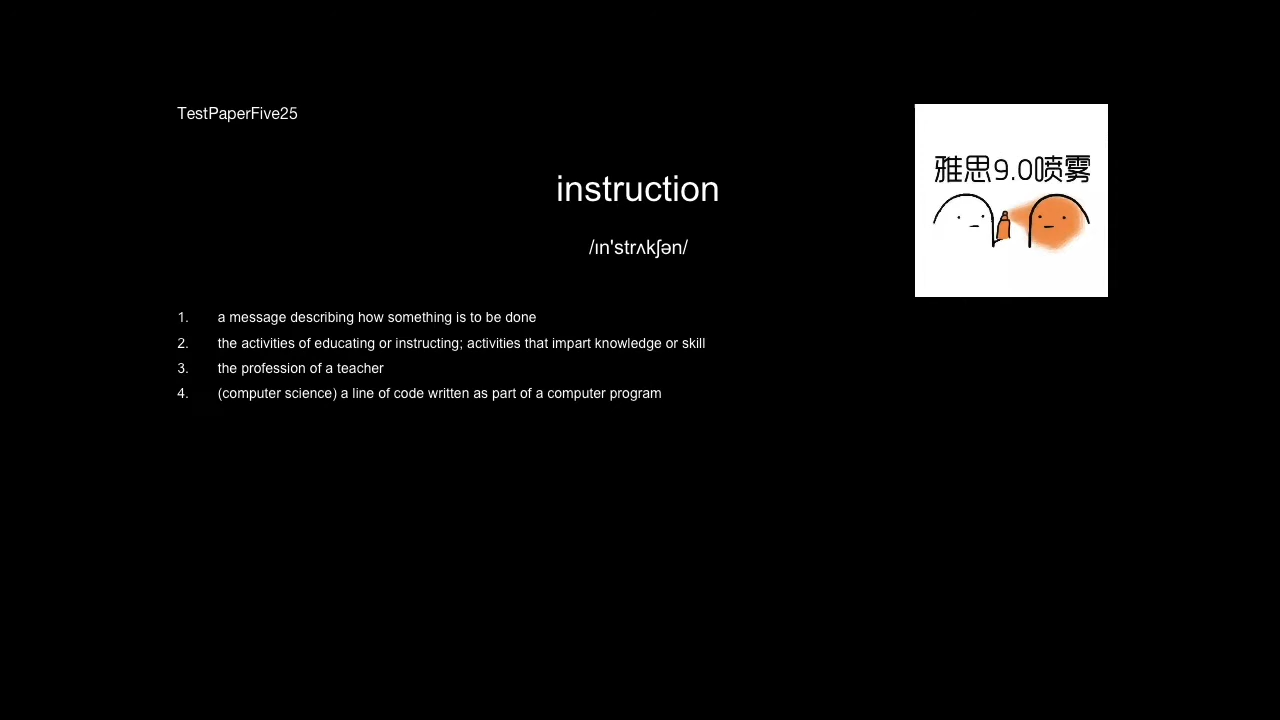 TestPaperFive25
雅思9.0喷雾
instruction
/ɪn'strʌkʃən/
1. a message describing how something is to be done
2. the activities of educating or instructing; activities that impart knowledge or skill
3. the profession of a teacher
4. (computer science) a line of code written as part of a computer program